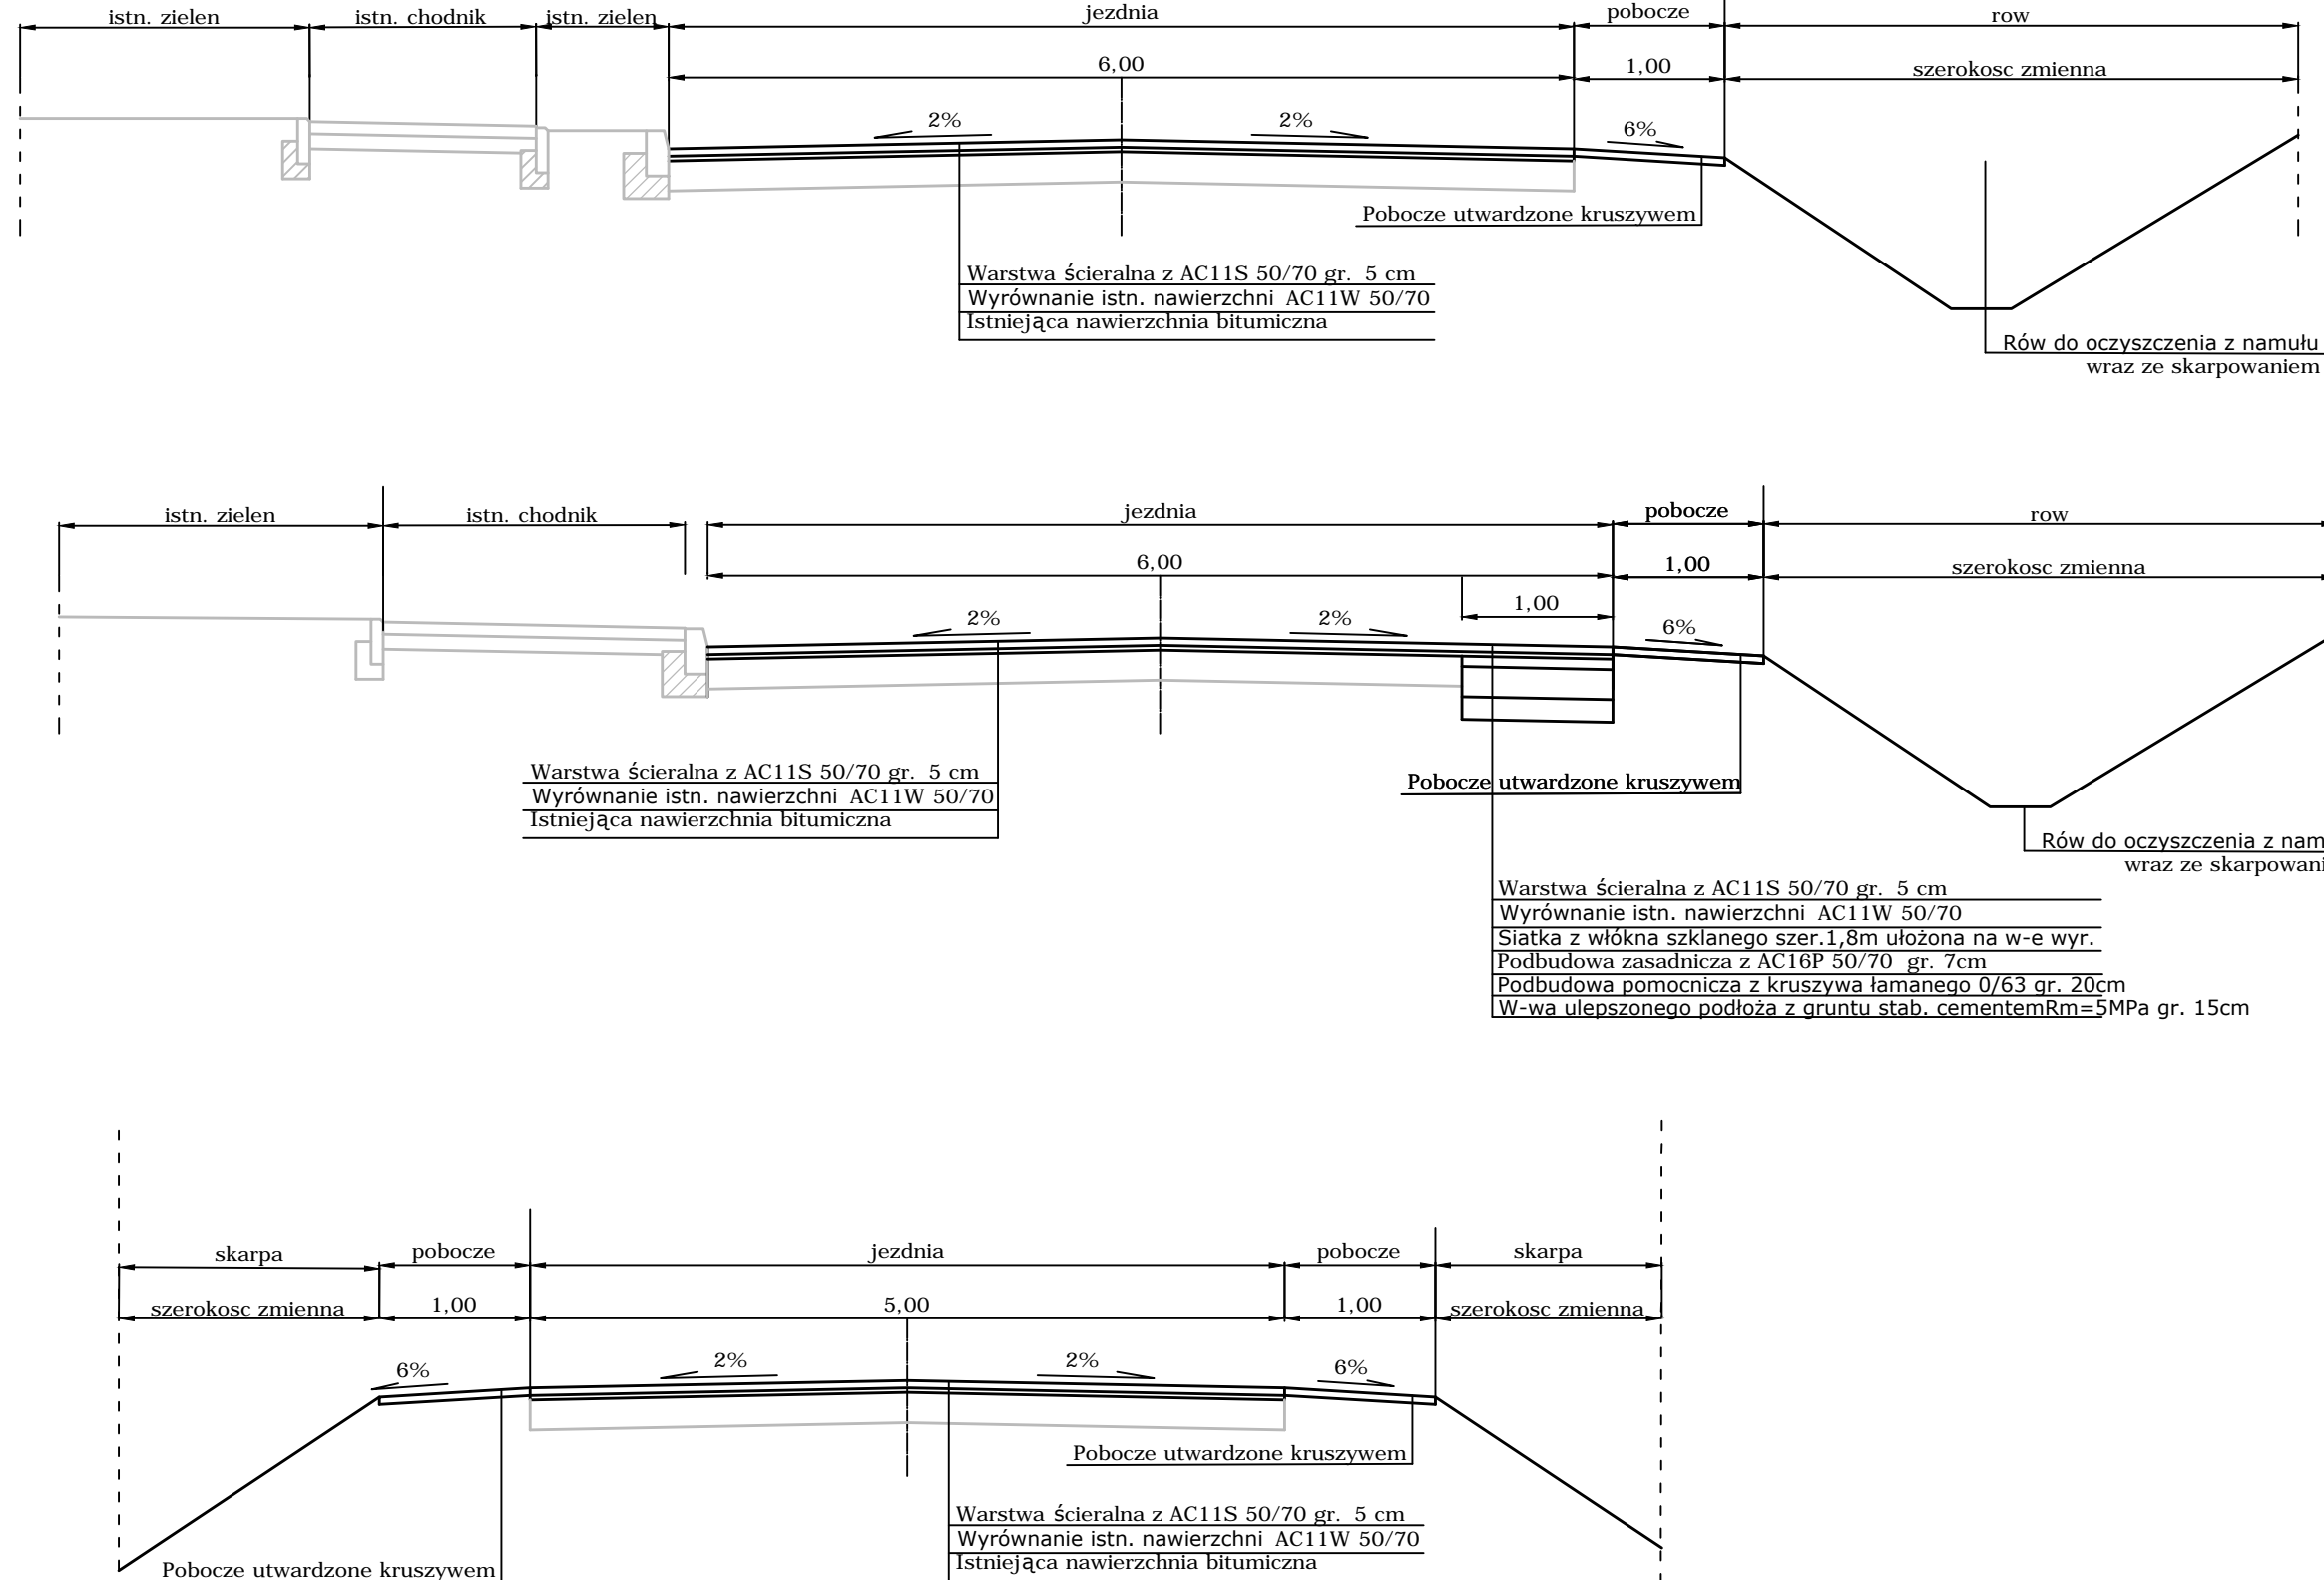 istn. zielen
istn. chodnik
istn. zielen
jezdnia
pobocze
row
6,00
1,00
szerokosc zmienna
2%
2%
6%
Pobocze utwardzone kruszywem
Warstwa ścieralna z AC11S 50/70 gr. 5 cm
Wyrównanie istn. nawierzchni AC11W 50/70
Istniejąca nawierzchnia bitumiczna
Rów do oczyszczenia z namułu
wraz ze skarpowaniem
istn. zielen
istn. chodnik
jezdnia
pobocze
row
6,00
1,00
szerokosc zmienna
1,00
2%
2%
6%
Warstwa ścieralna z AC11S 50/70 gr. 5 cm
Wyrównanie istn. nawierzchni AC11W 50/70
Istniejąca nawierzchnia bitumiczna
Pobocze utwardzone kruszywem
Rów do oczyszczenia z nam
wraz ze skarpowani
Warstwa ścieralna z AC11S 50/70 gr. 5 cm
Wyrównanie istn. nawierzchni AC11W 50/70
Siatka z włókna szklanego szer.1,8m ułożona na w-e wyr.
Podbudowa zasadnicza z AC16P 50/70 gr. 7cm
Podbudowa pomocnicza z kruszywa łamanego 0/63 gr. 20cm
W-wa ulepszonego podłoża z gruntu stab. cementemRm=5MPa gr. 15cm
skarpa
pobocze
jezdnia
pobocze
skarpa
szerokosc zmienna
1,00
5,00
1,00
szerokosc zmienna
6%
2%
2%
6%
Pobocze utwardzone kruszywem
Warstwa ścieralna z AC11S 50/70 gr. 5 cm
Wyrównanie istn. nawierzchni AC11W 50/70
Istniejąca nawierzchnia bitumiczna
Pobocze utwardzone kruszywem